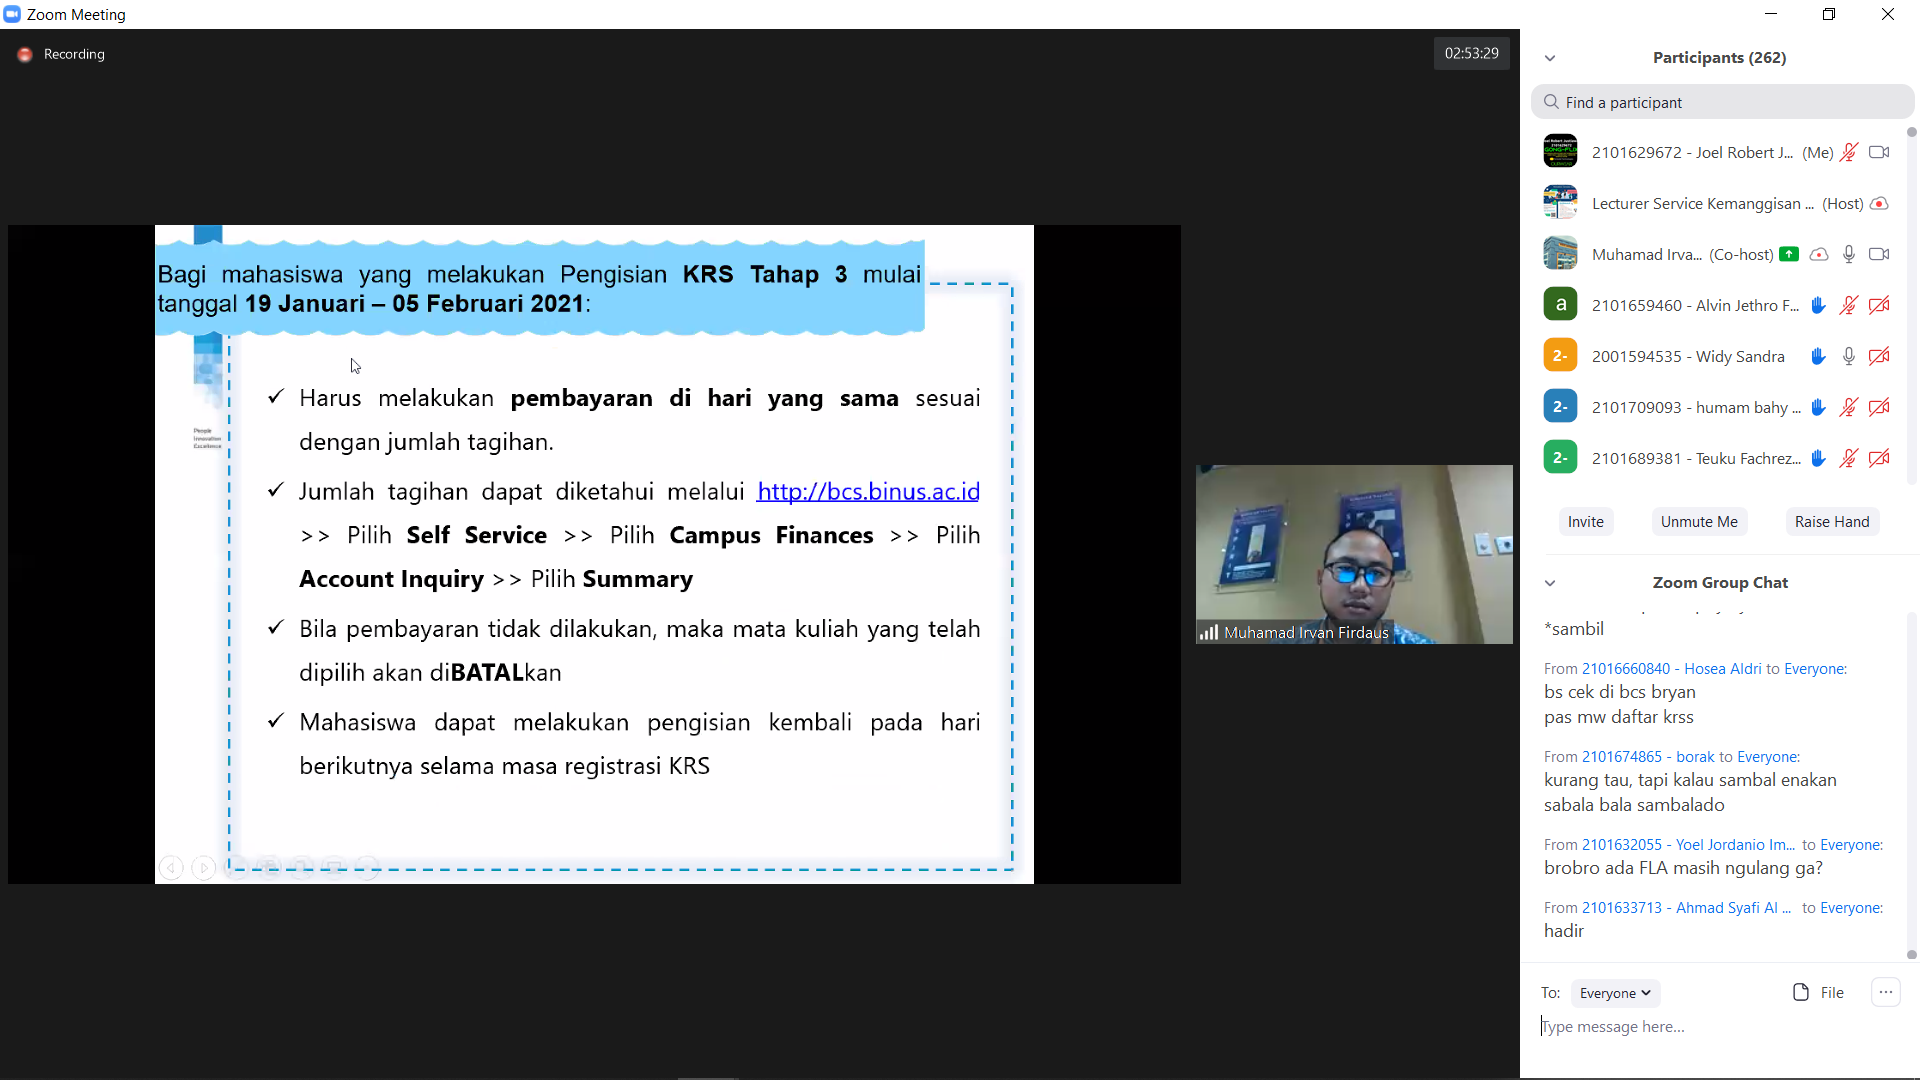 Zoom Meeting
Recording
02:53:29
Bagi mahasiswa yang melakukan Pengisian KRS Tahap 3 mulai
tanggal 19 Januari – 05 Februari 2021:
People
Innovation
Excellence
✓ Harus melakukan pembayaran di hari yang sama sesuai
dengan jumlah tagihan.
✓ Jumlah tagihan dapat diketahui melalui http://bcs.binus.ac.id
>> Pilih Self Service >> Pilih Campus Finances >> Pilih
Account Inquiry >> Pilih Summary
✓ Bila pembayaran tidak dilakukan, maka mata kuliah yang telah
dipilih akan diBATALkan
✓ Mahasiswa dapat melakukan pengisian kembali pada hari
berikutnya selama masa registrasi KRS
Muhamad Irvan Firdaus
Participants (262)
Find a participant
2101629672 - Joel Robert J... (Me)
Lecturer Service Kemanggisan ... (Host)
Muhamad Irva... (Co-host)
a 2101659460 - Alvin Jethro F...
2- 2001594535 - Widy Sandra
2- 2101709093 - humam bahy ...
2- 2101689381 - Teuku Fachrez...
Invite
Unmute Me
Raise Hand
Zoom Group Chat
*sambil
From 21016660840 - Hosea Aldri to Everyone:
bs cek di bcs bryan
pas mw daftar krss
From 2101674865 - borak to Everyone:
kurang tau, tapi kalau sambal enakan
sabala bala sambalado
From 2101632055 - Yoel Jordanio Im... to Everyone:
brobro ada FLA masih ngulang ga?
From 2101633713 - Ahmad Syafi Al ... to Everyone:
hadir
To: Everyone
File
Type message here...